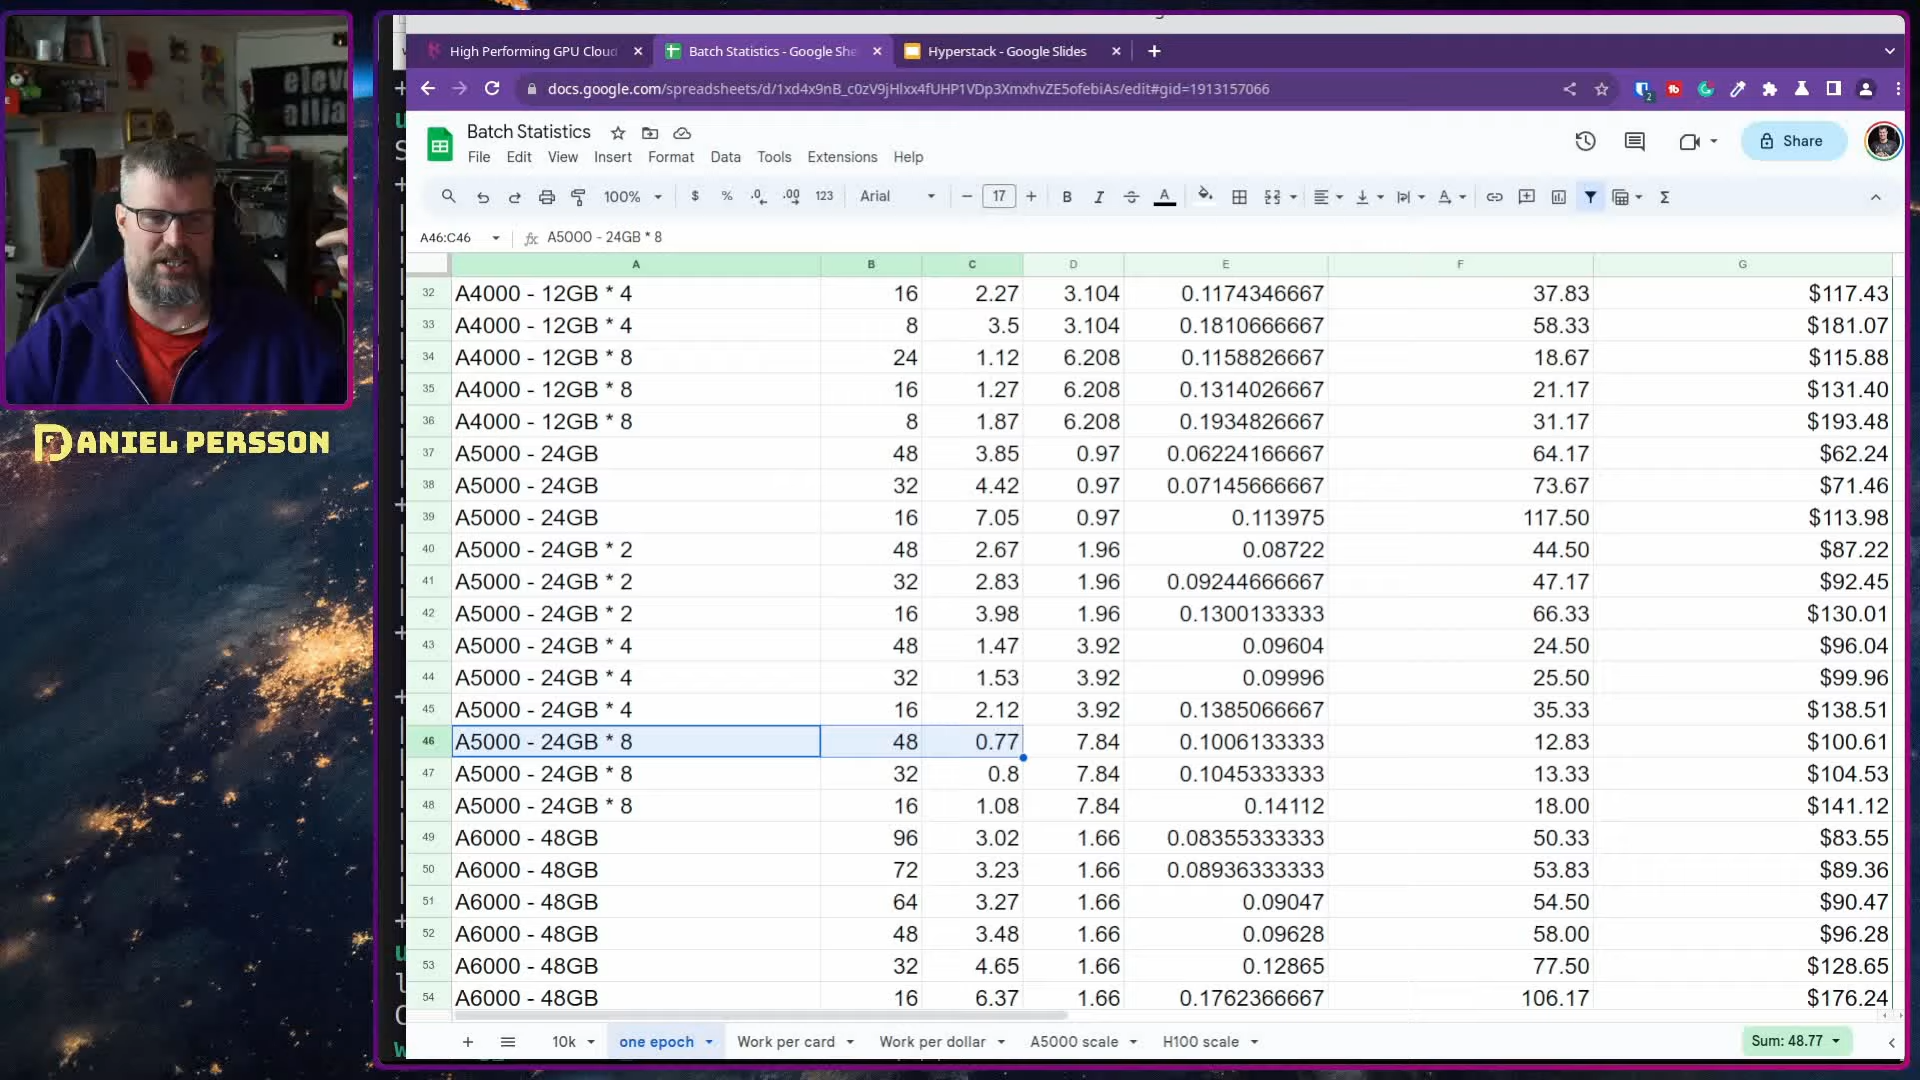 High Performing GPU Cloud
Batch Statistics - Google She
Hyperstack - Google Slides
docs.google.com/spreadsheets/d/1xd4x9nB_c0zV9jHlxx4fUHP1VDp3XmxhvZE5ofebiAs/edit#gid=1913157066
Batch Statistics
File Edit View Insert Format Data Tools Extensions Help
Share
100% $ % .0 .00 123 Arial 17 B I A
A46:C46 fx A5000 - 24GB * 8
A B C D E F G
32 A4000 - 12GB * 4 16 2.27 3.104 0.1174346667 37.83 $117.43
33 A4000 - 12GB * 4 8 3.5 3.104 0.1810666667 58.33 $181.07
34 A4000 - 12GB * 8 24 1.12 6.208 0.1158826667 18.67 $115.88
35 A4000 - 12GB * 8 16 1.27 6.208 0.1314026667 21.17 $131.40
36 A4000 - 12GB * 8 8 1.87 6.208 0.1934826667 31.17 $193.48
37 A5000 - 24GB 48 3.85 0.97 0.06224166667 64.17 $62.24
38 A5000 - 24GB 32 4.42 0.97 0.07145666667 73.67 $71.46
39 A5000 - 24GB 16 7.05 0.97 0.113975 117.50 $113.98
40 A5000 - 24GB * 2 48 2.67 1.96 0.08722 44.50 $87.22
41 A5000 - 24GB * 2 32 2.83 1.96 0.09244666667 47.17 $92.45
42 A5000 - 24GB * 2 16 3.98 1.96 0.1300133333 66.33 $130.01
43 A5000 - 24GB * 4 48 1.47 3.92 0.09604 24.50 $96.04
44 A5000 - 24GB * 4 32 1.53 3.92 0.09996 25.50 $99.96
45 A5000 - 24GB * 4 16 2.12 3.92 0.1385066667 35.33 $138.51
46 A5000 - 24GB * 8 48 0.77 7.84 0.1006133333 12.83 $100.61
47 A5000 - 24GB * 8 32 0.8 7.84 0.1045333333 13.33 $104.53
48 A5000 - 24GB * 8 16 1.08 7.84 0.14112 18.00 $141.12
49 A6000 - 48GB 96 3.02 1.66 0.08355333333 50.33 $83.55
50 A6000 - 48GB 72 3.23 1.66 0.08936333333 53.83 $89.36
51 A6000 - 48GB 64 3.27 1.66 0.09047 54.50 $90.47
52 A6000 - 48GB 48 3.48 1.66 0.09628 58.00 $96.28
53 A6000 - 48GB 32 4.65 1.66 0.12865 77.50 $128.65
54 A6000 - 48GB 16 6.37 1.66 0.1762366667 106.17 $176.24
10k one epoch Work per card Work per dollar A5000 scale H100 scale Sum: 48.77
DANIEL PERSSON
elev
allia